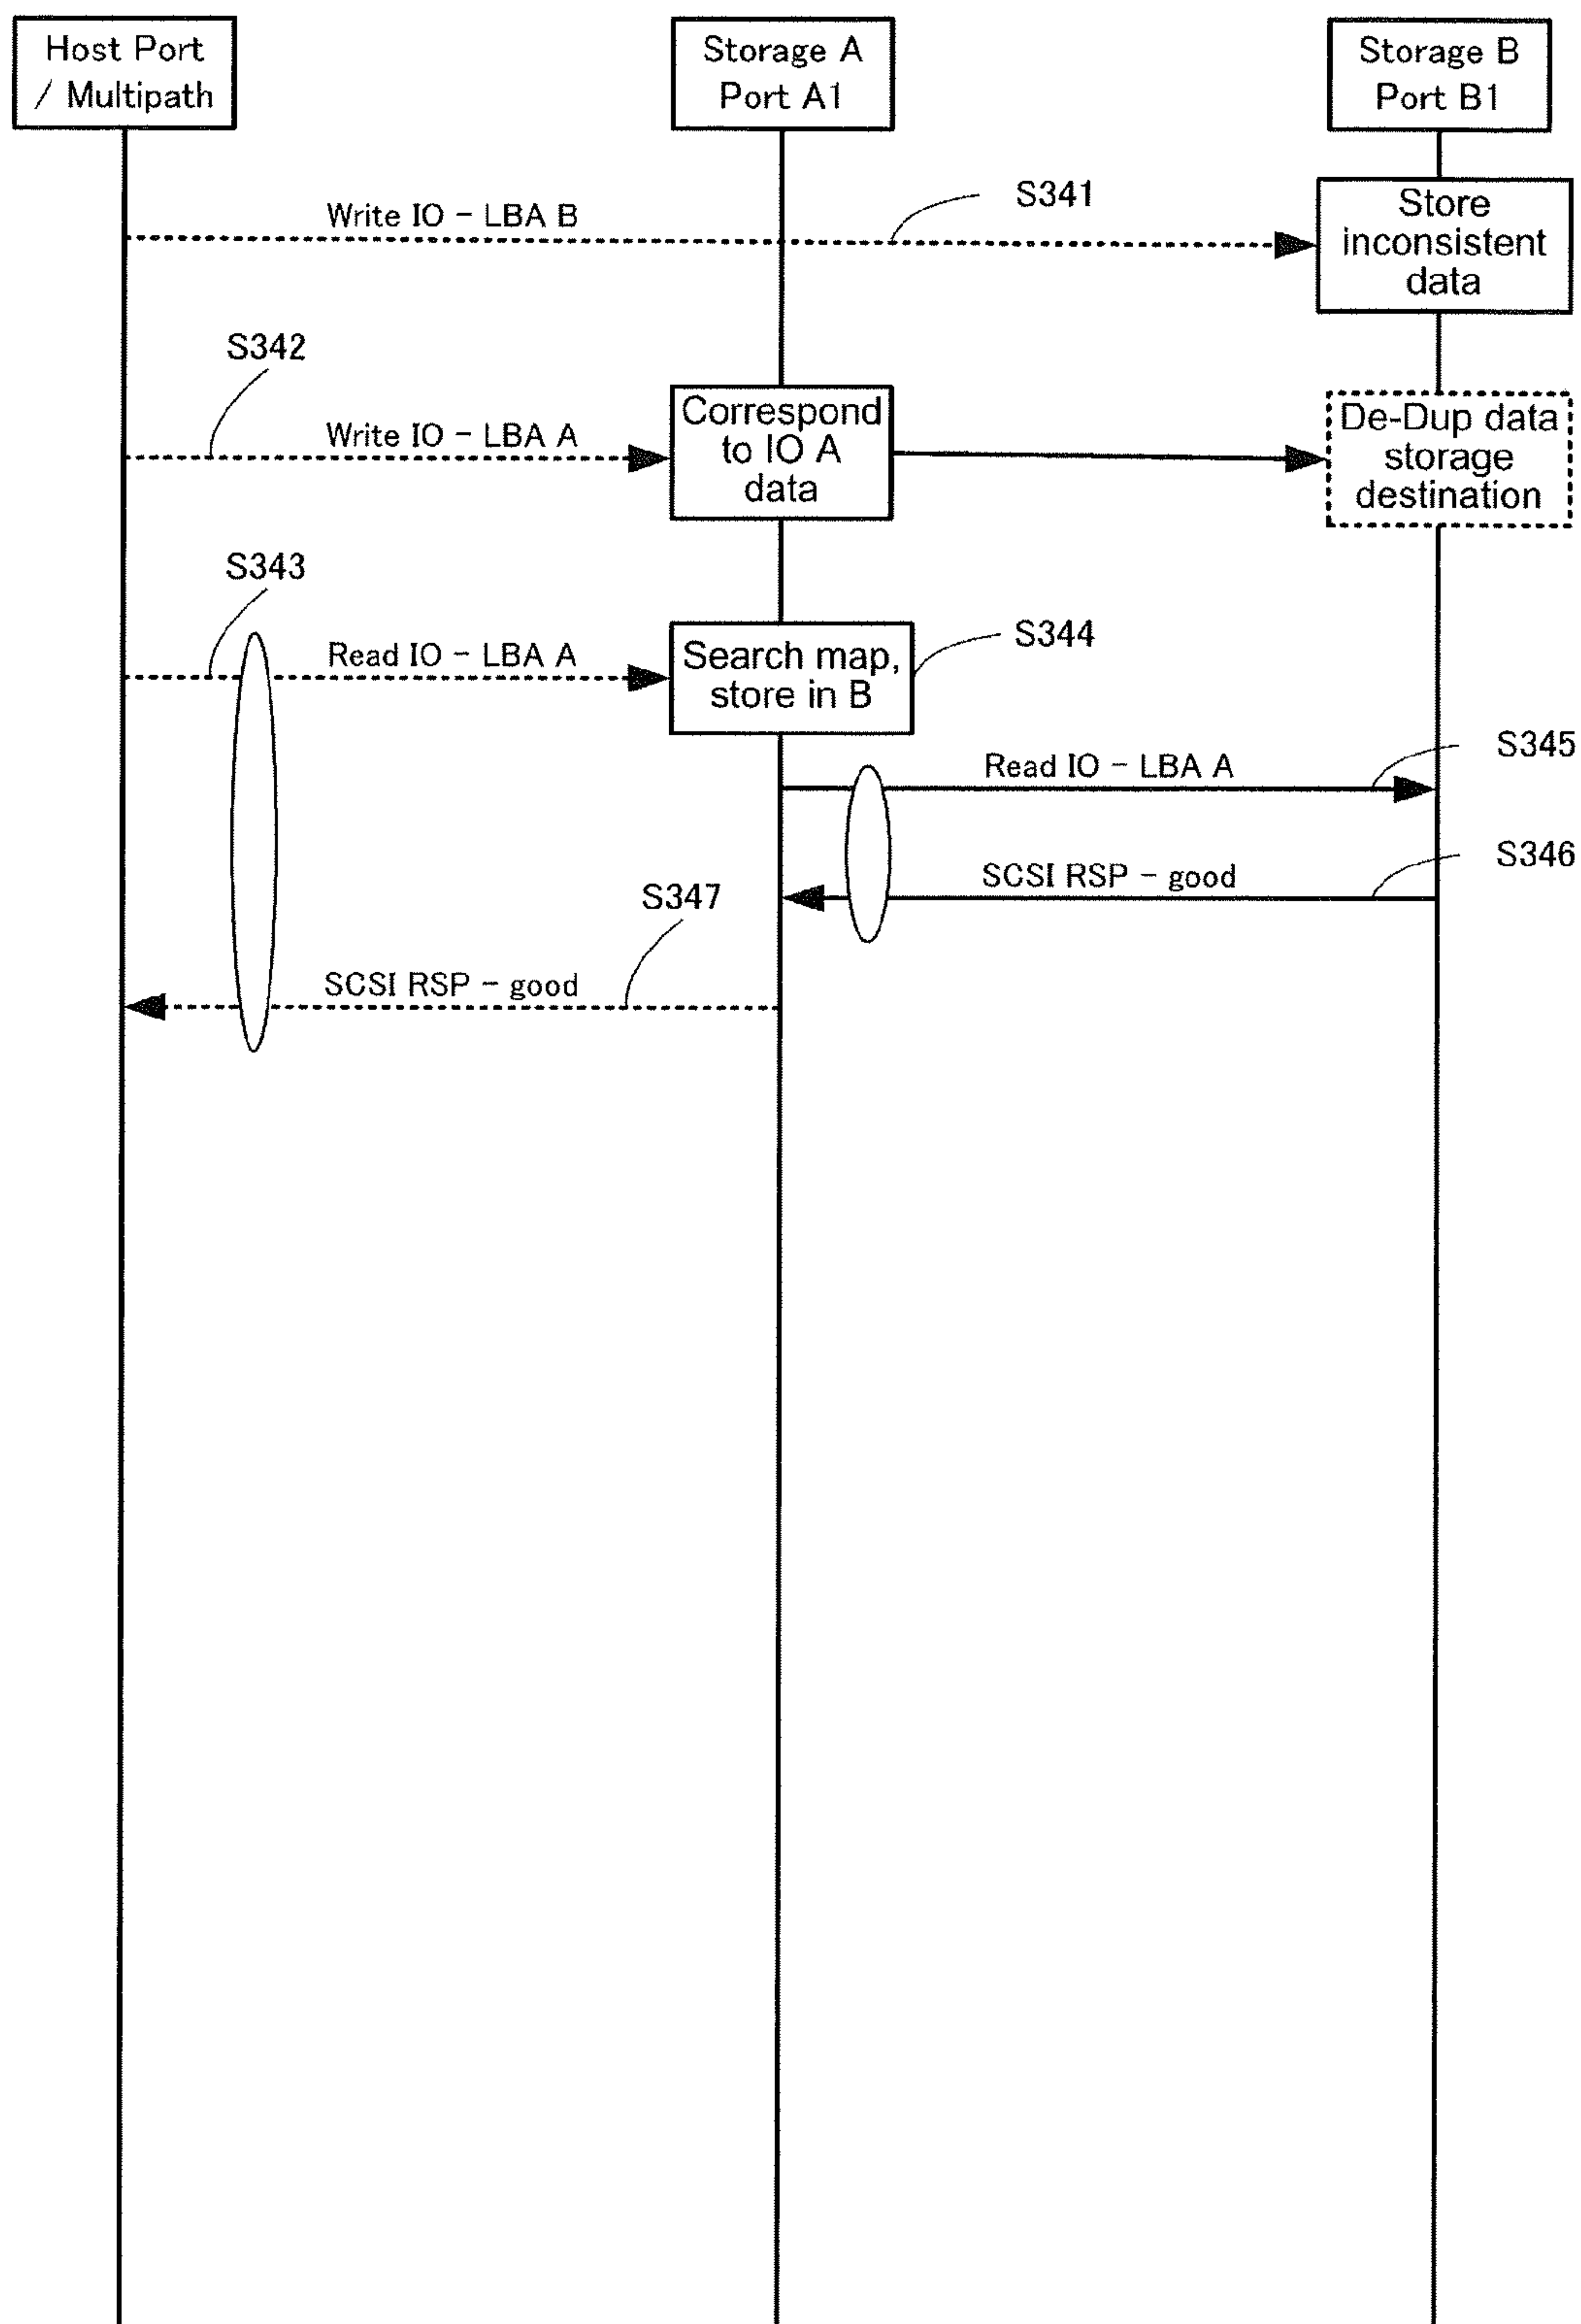 Host Port
/ Multipath
Storage A
Port A1
Storage B
Port B1
S341
Write IO - LBA B
Store
inconsistent
data
S342
Write IO - LBA A
Correspond
to IO A
data
De-Dup data
storage
destination
S343
Read IO - LBA A
Search map,
store in B
S344
Read IO - LBA A
S345
SCSI RSP - good
S346
S347
SCSI RSP - good